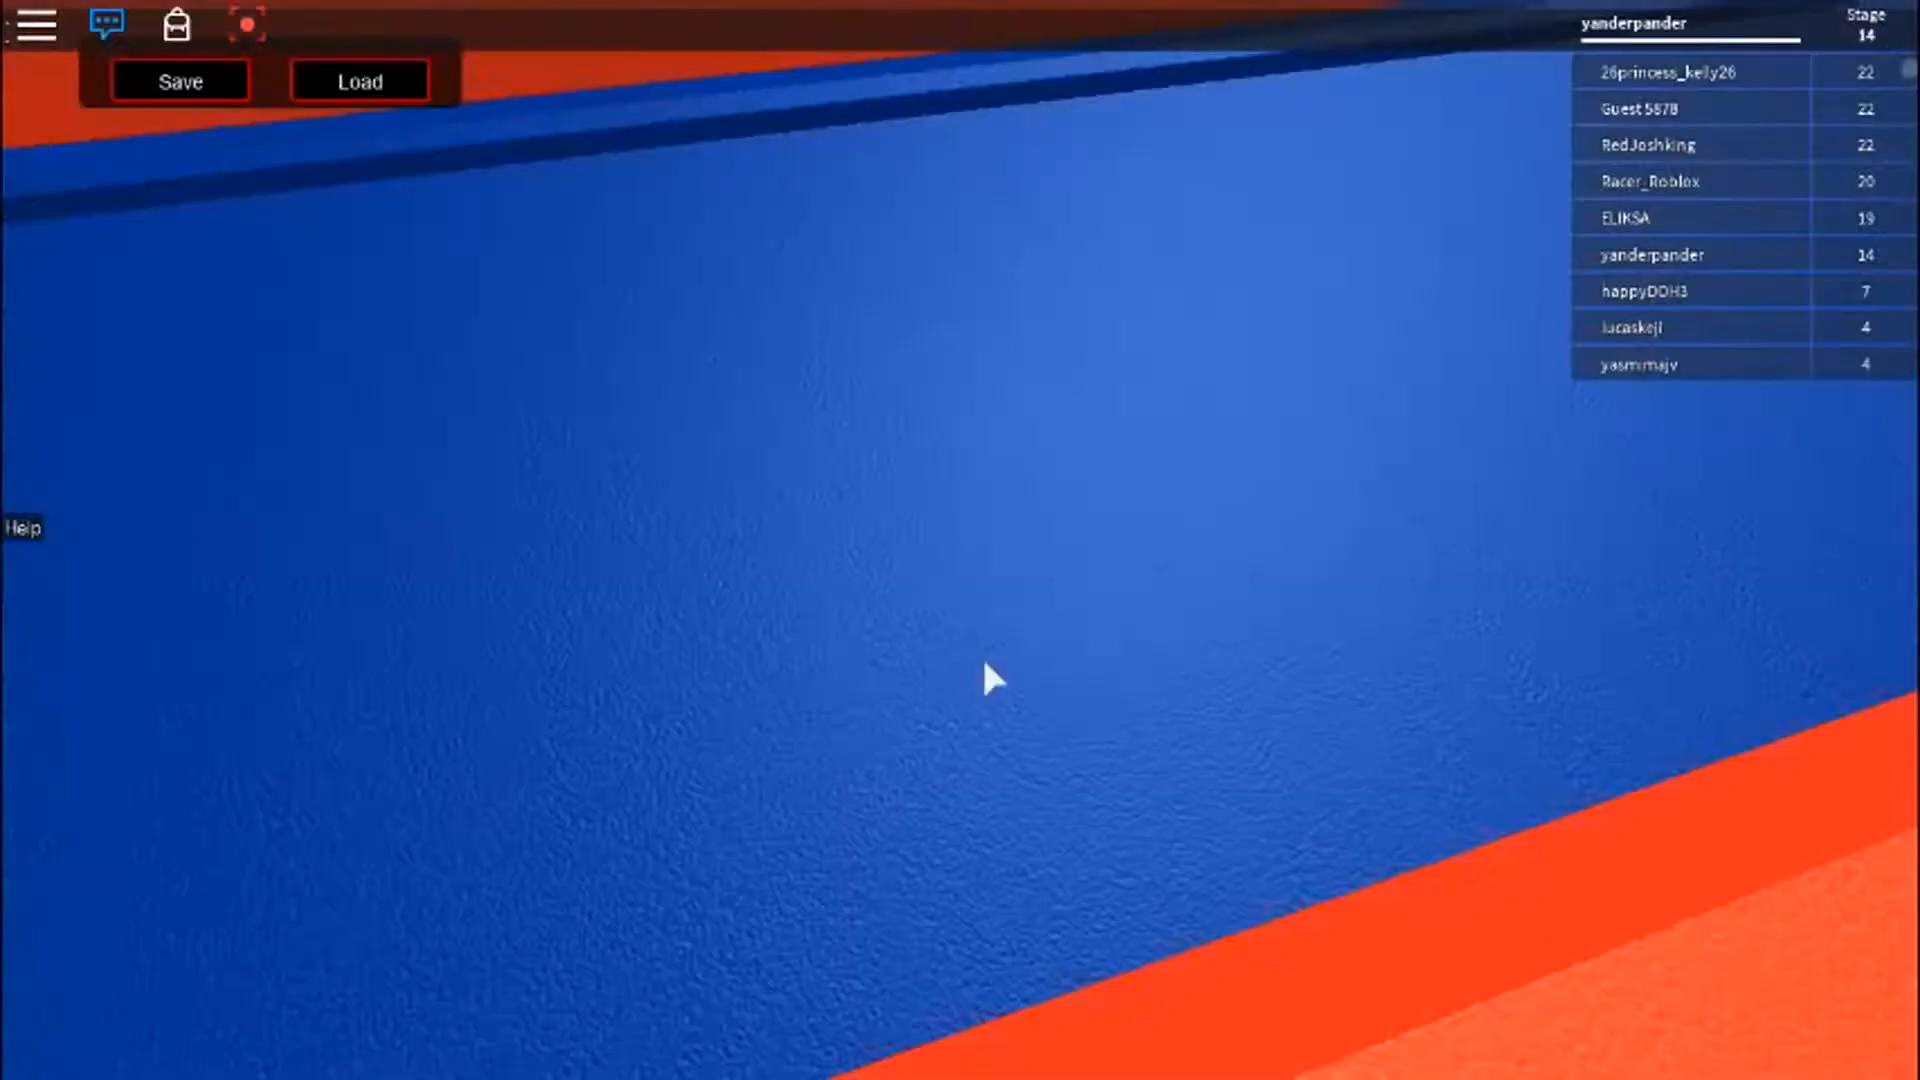 yanderpander Stage
14
Save Load
26princess_kelly26 22
Guest 5878 22
RedJoshking 22
Racer_Roblox 20
ELIKSA 19
yanderpander 14
happyDDH3 7
lucaskeji 4
yasmimajv 4
Help